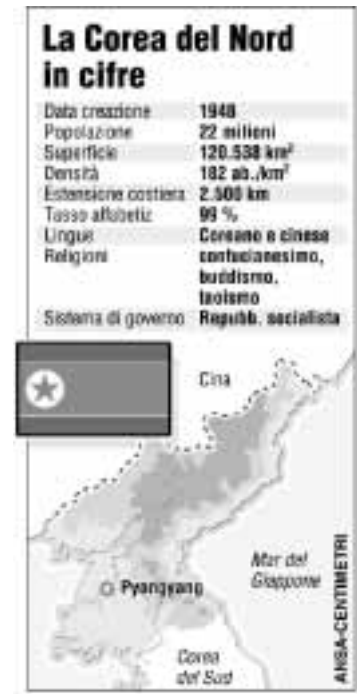 La Corea del Nord
in cifre
Data creazione 1948
Popolazione 22 milioni
Superficie 120.538 km²
Densità 182 ab./km²
Estensione costiera 2.500 km
Tasso alfabetiz 99 %
Lingue Coreano e cinese
Religioni confucianesimo,
buddismo,
taoismo
Sistema di governo Repubb. socialista
Cina
Mar del
Giappone
Pyongyang
Corea
del Sud
ANSA-CENTIMETRI